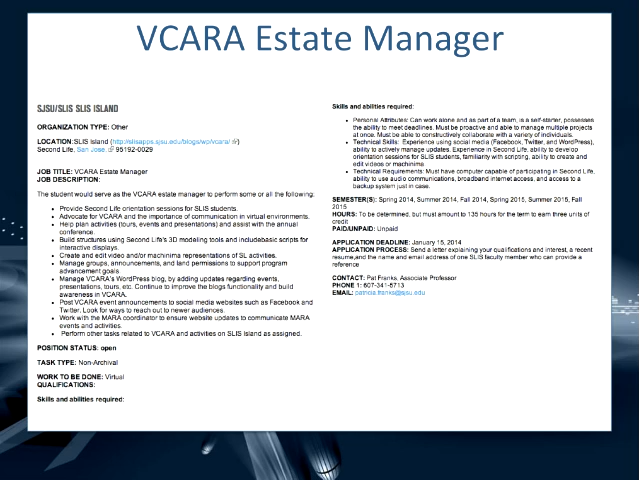 VCARA Estate Manager
SJSU/SLIS SLIS ISLAND
ORGANIZATION TYPE: Other
LOCATION:SLIS Island (http://slisapps.sjsu.edu/blogs/wp/vcara/ )
Second Life, San Jose, 95192-0029
JOB TITLE: VCARA Estate Manager
JOB DESCRIPTION:
The student would serve as the VCARA estate manager to perform some or all the following:
• Provide Second Life orientation sessions for SLIS students.
• Advocate for VCARA and the importance of communication in virtual environments.
• Help plan activities (tours, events and presentations) and assist with the annual
conference.
• Build structures using Second Life's 3D modeling tools and includebasic scripts for
interactive displays.
• Create and edit video and/or machinima representations of SL activities.
• Manage groups, announcements, and land permissions to support program
advancement goals.
• Manage VCARA's WordPress blog, by adding updates regarding events,
presentations, tours, etc. Continue to improve the blogs functionality and build
awareness in VCARA.
• Post VCARA event announcements to social media websites such as Facebook and
Twitter. Look for ways to reach out to newer audiences.
• Work with the MARA coordinator to ensure website updates to communicate MARA
events and activities.
• Perform other tasks related to VCARA and activities on SLIS Island as assigned.
POSITION STATUS: open
TASK TYPE: Non-Archival
WORK TO BE DONE: Virtual
QUALIFICATIONS:
Skills and abilities required:
Skills and abilities required:
• Personal Attributes: Can work alone and as part of a team, is a self-starter, possesses
the ability to meet deadlines. Must be proactive and able to manage multiple projects
at once. Must be able to constructively collaborate with a variety of individuals.
• Technical Skills: Experience using social media (Facebook, Twitter, and WordPress),
ability to actively manage updates. Experience in Second Life, ability to develop
orientation sessions for SLIS students, familiarity with scripting, ability to create and
edit videos or machinima
• Technical Requirements: Must have computer capable of participating in Second Life,
ability to use audio communications, broadband internet access, and access to a
backup system just in case.
SEMESTER(S): Spring 2014, Summer 2014, Fall 2014, Spring 2015, Summer 2015, Fall
2015
HOURS: To be determined, but must amount to 135 hours for the term to earn three units of
credit
PAID/UNPAID: Unpaid
APPLICATION DEADLINE: January 15, 2014
APPLICATION PROCESS: Send a letter explaining your qualifications and interest, a recent
resume,and the name and email address of one SLIS faculty member who can provide a
reference
CONTACT: Pat Franks, Associate Professor
PHONE 1: 607-341-8713
EMAIL: patricia.franks@sjsu.edu